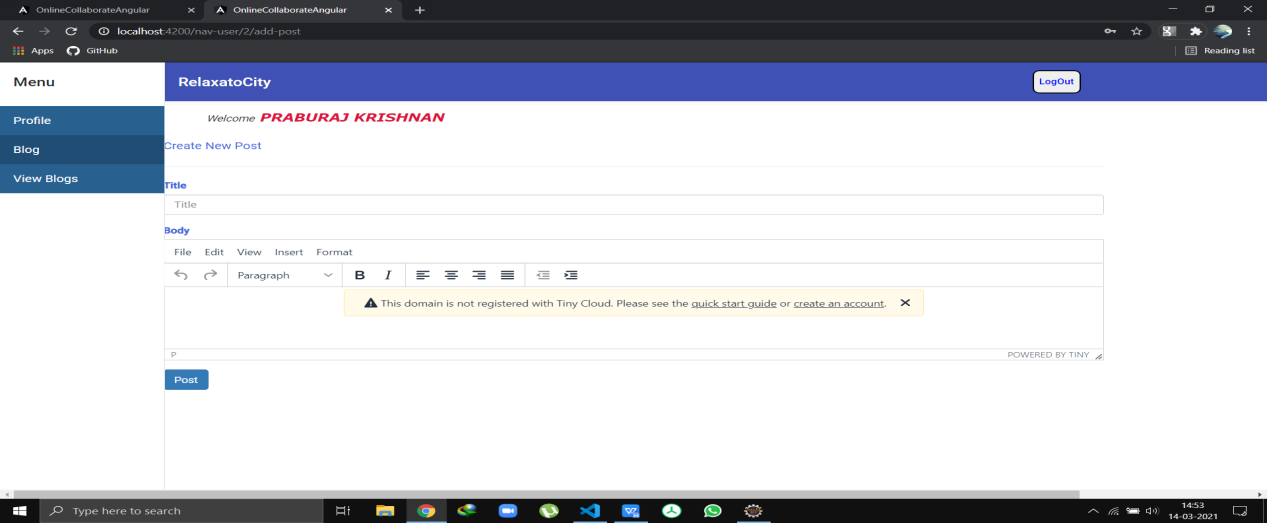 OnlineCollaborateAngular
OnlineCollaborateAngular
localhost:4200/nav-user/2/add-post
Apps GitHub Reading list
Menu RelaxatoCity LogOut
Welcome PRABURAJ KRISHNAN
Profile
Blog
View Blogs
Create New Post
Title
Title
Body
File Edit View Insert Format
Paragraph B I
This domain is not registered with Tiny Cloud. Please see the quick start guide or create an account.
P POWERED BY TINY
Post
Type here to search
14:53
14-03-2021